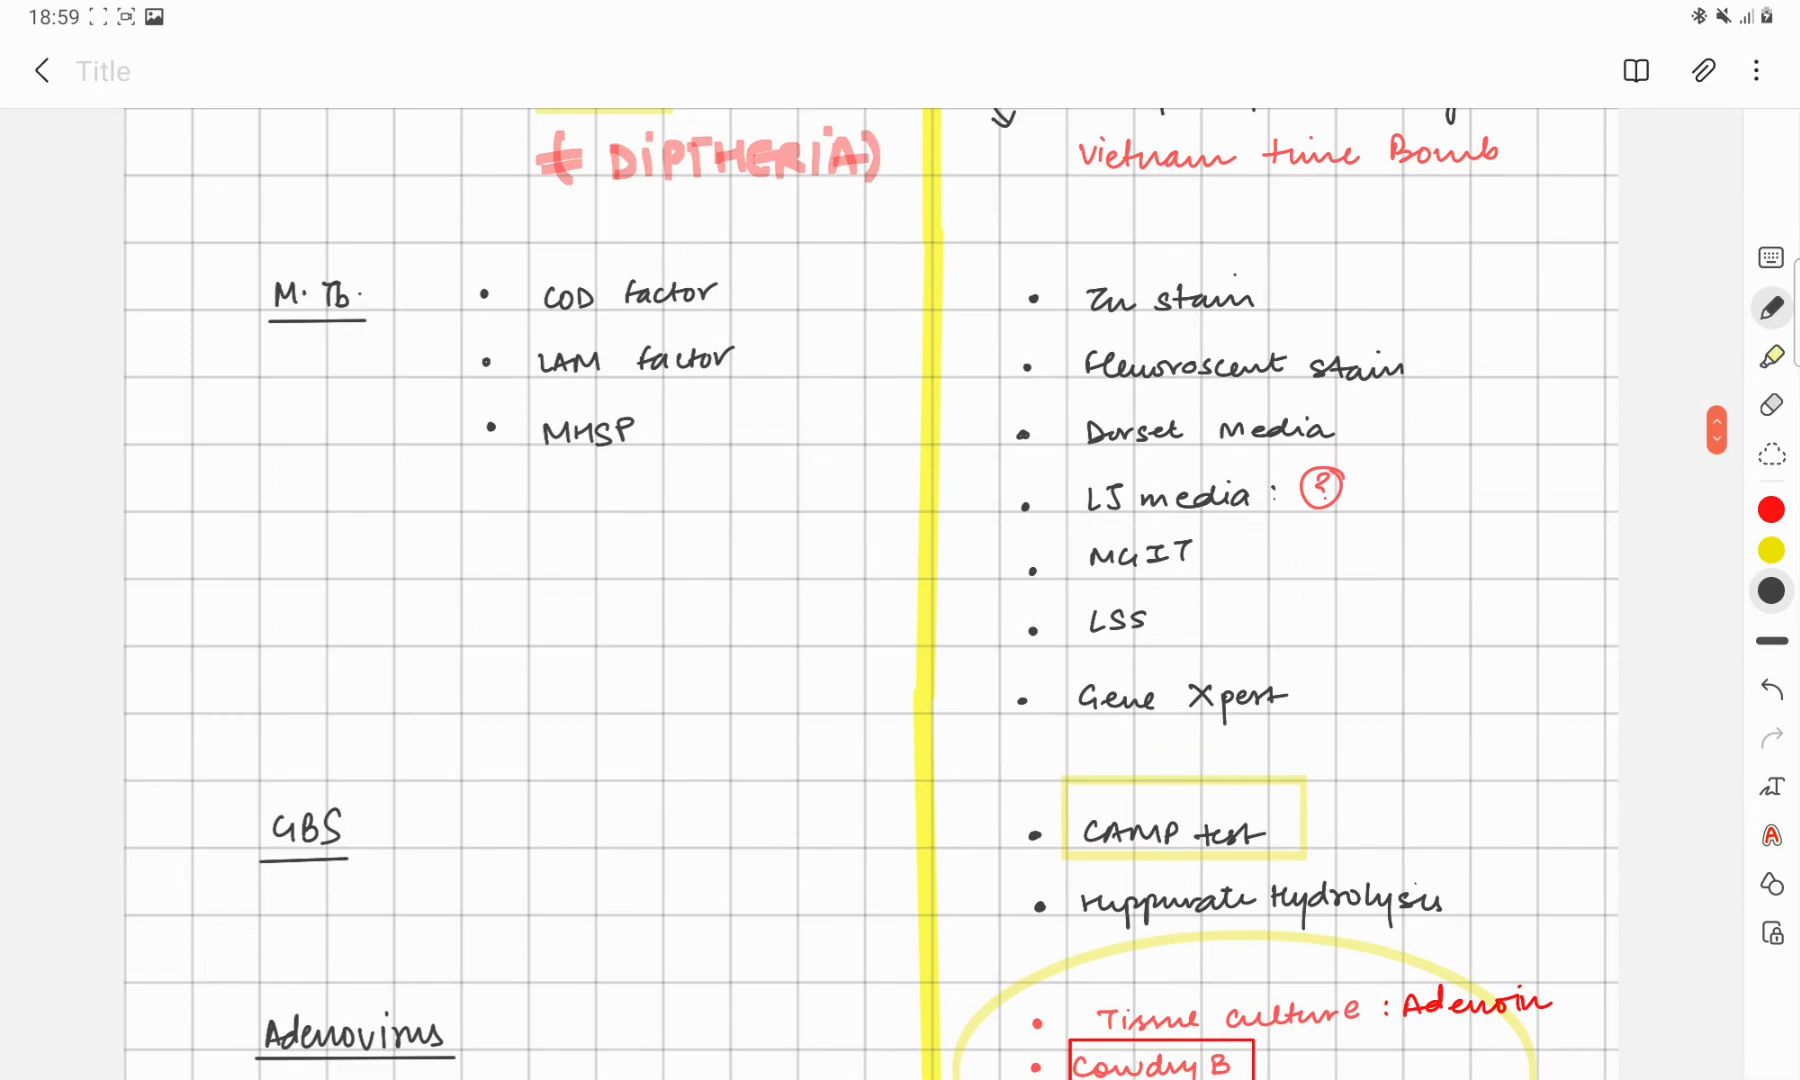 18:59
Title
( DiPTHERiA)
Vietnam time Bomb
M. Tb.
• COD factor
• Zn stain
• LAM factor
• Fleuoroscent stain
• MHSP
• Dorset Media
• LJ media : ?
• MGIT
• LSS
• Gene Xpert
GBS
• CAMP test
• Hippurate Hydrolysis
Adenovirus
• Tissue culture : Adenoin
• Cowdry B